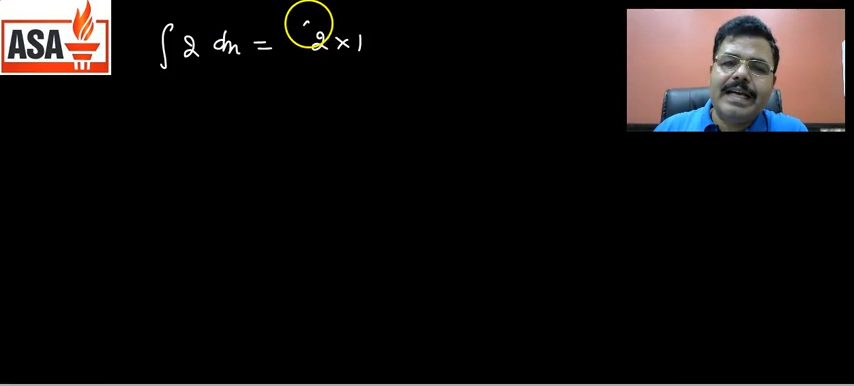 ASA
∫ 2 dx = 2 × 1